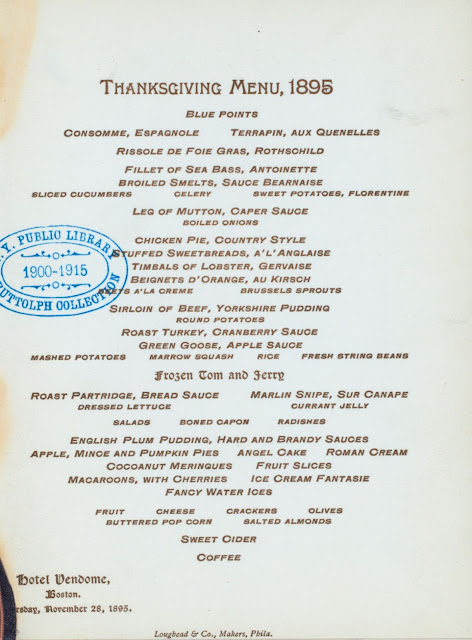 Thanksgiving Menu, 1895
Blue Points
Consomme, Espagnole Terrapin, aux Quenelles
Rissole de Foie Gras, Rothschild
Fillet of Sea Bass, Antoinette
Broiled Smelts, Sauce Bearnaise
Sliced Cucumbers Celery Sweet Potatoes, Florentine
Leg of Mutton, Caper Sauce
Boiled Onions
Chicken Pie, Country Style
Stuffed Sweetbreads, a'l'Anglaise
Timbals of Lobster, Gervaise
Beignets d'Orange, au Kirsch
Beets a'la Creme Brussels Sprouts
Sirloin of Beef, Yorkshire Pudding
Round Potatoes
Roast Turkey, Cranberry Sauce
Green Goose, Apple Sauce
Mashed Potatoes Marrow Squash Rice Fresh String Beans
Frozen Tom and Jerry
Roast Partridge, Bread Sauce Marlin Snipe, Sur Canape
Dressed Lettuce Currant Jelly
Salads Boned Capon Radishes
English Plum Pudding, Hard and Brandy Sauces
Apple, Mince and Pumpkin Pies Angel Cake Roman Cream
Cocoanut Meringues Fruit Slices
Macaroons, with Cherries Ice Cream Fantasie
Fancy Water Ices
Fruit Cheese Crackers Olives
Buttered Pop Corn Salted Almonds
Sweet Cider
Coffee
Hotel Vendome,
Boston.
rsday, November 28, 1895.
Loughead & Co., Makers, Phila.
Y. PUBLIC LIBRARY
1900-1915
BUTTOLPH COLLECTION